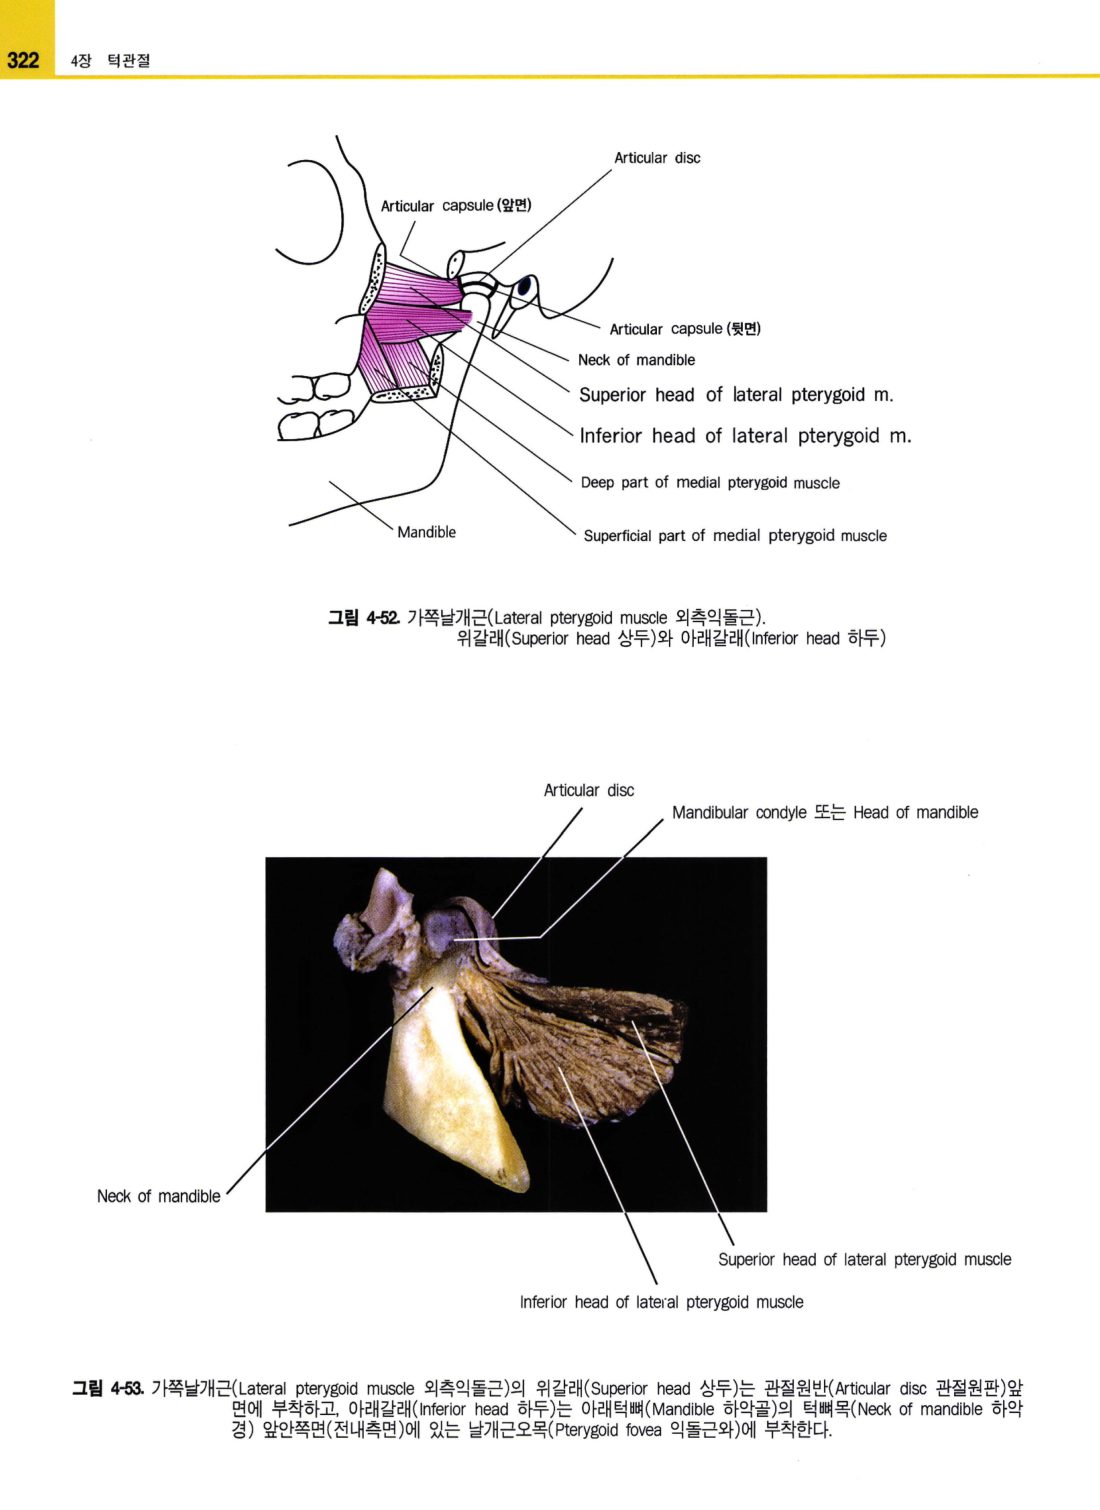 322 4장 턱관절
Articular disc
Articular capsule (앞면)
Articular capsule (뒷면)
Neck of mandible
Superior head of lateral pterygoid m.
Inferior head of lateral pterygoid m.
Deep part of medial pterygoid muscle
Mandible
Superficial part of medial pterygoid muscle
그림 4-52. 가쪽날개근(Lateral pterygoid muscle 외측익돌근).
위갈래(Superior head 상두)와 아래갈래(Inferior head 하두)
Articular disc
Mandibular condyle 또는 Head of mandible
Neck of mandible
Superior head of lateral pterygoid muscle
Inferior head of lateral pterygoid muscle
그림 4-53. 가쪽날개근(Lateral pterygoid muscle 외측익돌근)의 위갈래(Superior head 상두)는 관절원반(Articular disc 관절원판)앞
면에 부착하고, 아래갈래(Inferior head 하두)는 아래턱뼈(Mandible 하악골)의 턱뼈목(Neck of mandible 하악
경) 앞안쪽면(전내측면)에 있는 날개근오목(Pterygoid fovea 익돌근와)에 부착한다.